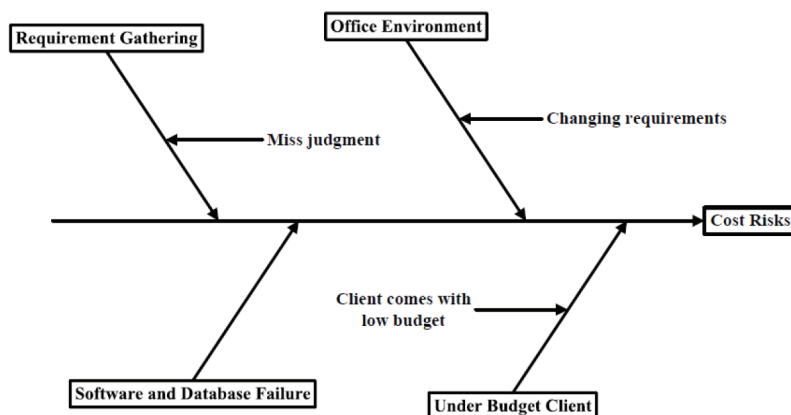 Requirement Gathering
Office Environment
Miss judgment
Changing requirements
Cost Risks
Client comes with
low budget
Software and Database Failure
Under Budget Client